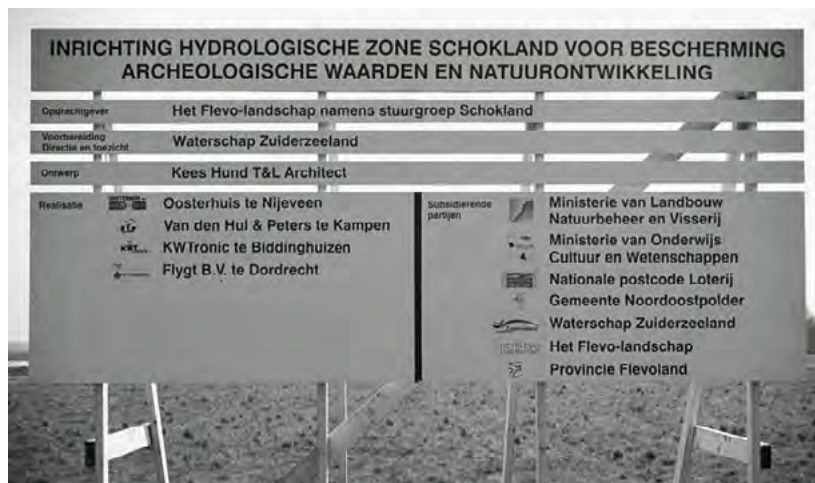 INRICHTING HYDROLOGISCHE ZONE SCHOKLAND VOOR BESCHERMING
ARCHEOLOGISCHE WAARDEN EN NATUURONTWIKKELING
Opdrachtgever Het Flevo-landschap namens stuurgroep Schokland
Voorbereiding
Directie en toezicht Waterschap Zuiderzeeland
Ontwerp Kees Hund T&L Architect
Realisatie Oosterhuis te Nijeveen
Van den Hul & Peters te Kampen
KWTronic te Biddinghuizen
Flygt B.V. te Dordrecht
Subsidierende
partijen
Ministerie van Landbouw
Natuurbeheer en Visserij
Ministerie van Onderwijs
Cultuur en Wetenschappen
Nationale postcode Loterij
Gemeente Noordoostpolder
Waterschap Zuiderzeeland
Het Flevo-landschap
Provincie Flevoland